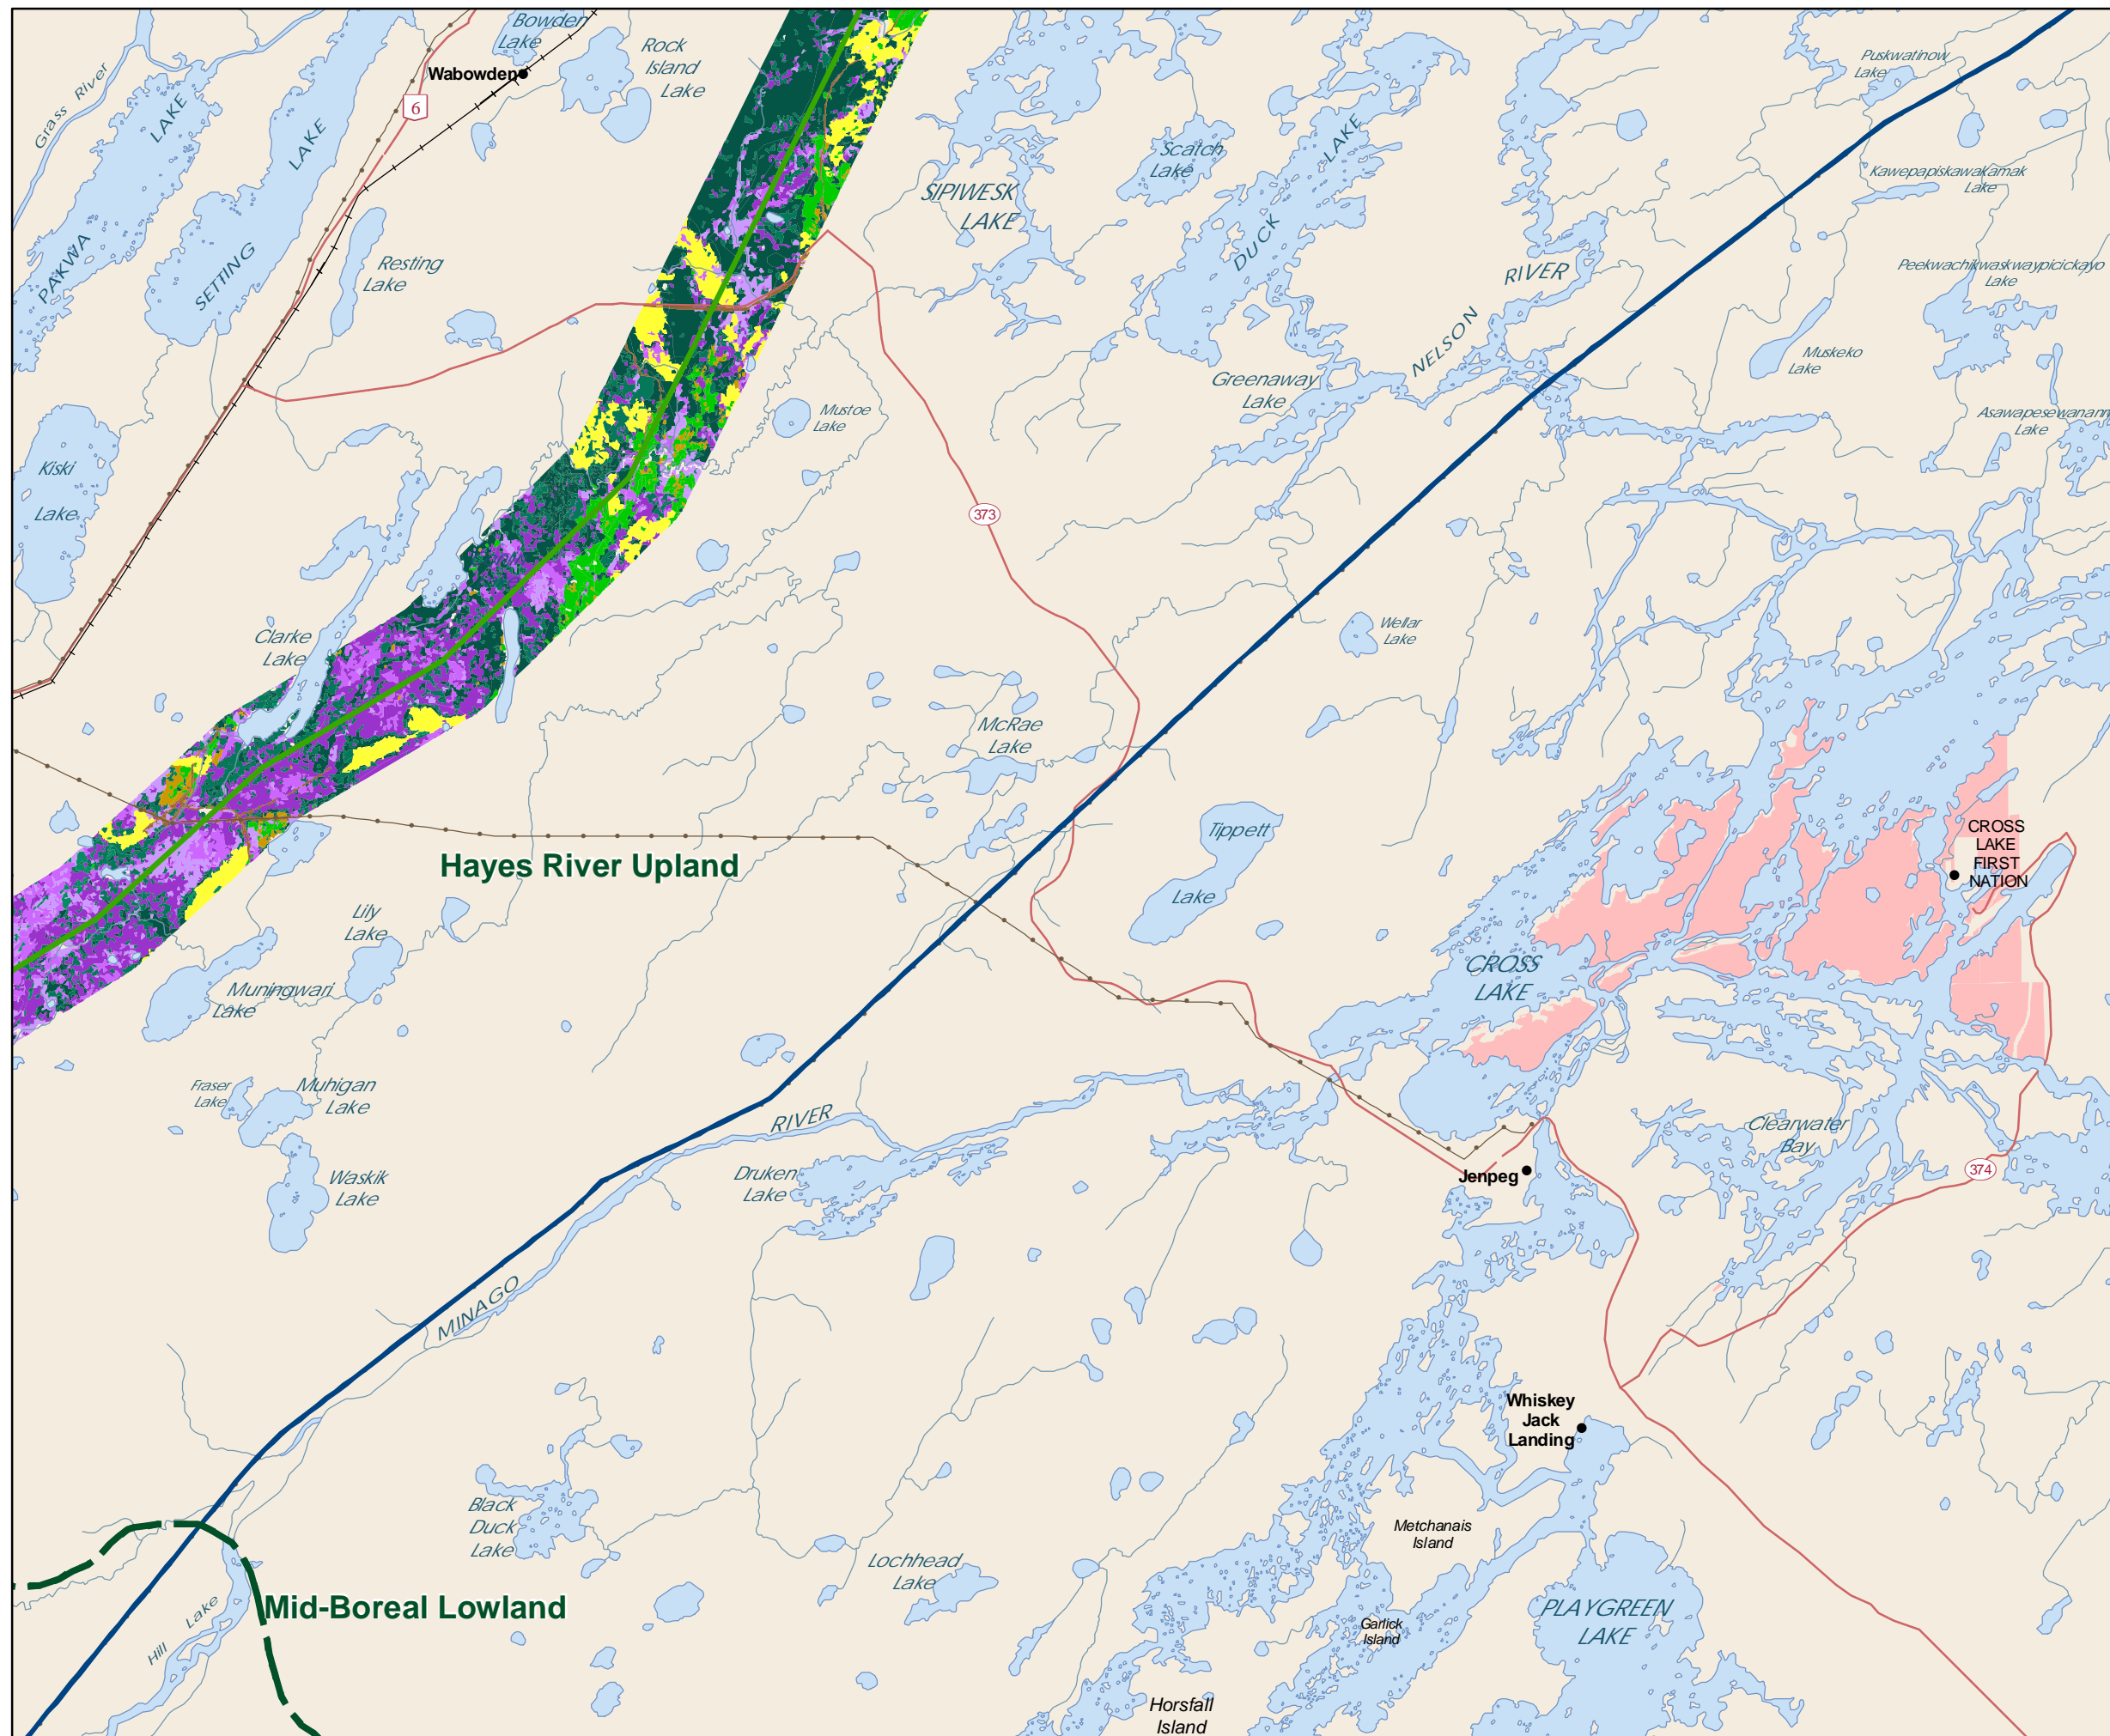 Bowden
Lake
Rock
Island
Lake
Wabowden
Grass River
PAKWA
LAKE
SETTING
LAKE
6
Resting
Lake
Kiski
Lake
SIPIWESK
LAKE
Scatch
Lake
DUCK
LAKE
Puskwatinow
Lake
Kawepapiskawakamak
Lake
Peekwachikwaskwaypicickayo
Lake
NELSON
RIVER
Muskeko
Lake
Greenaway
Lake
Asawapesewanann
Lake
Mustoe
Lake
373
Clarke
Lake
Wellar
Lake
McRae
Lake
Tippett
Lake
CROSS
LAKE
FIRST
NATION
Hayes River Upland
Lily
Lake
CROSS
LAKE
Muningwari
Lake
Fraser
Lake
Muhigan
Lake
MINAGO
RIVER
Waskik
Lake
Druken
Lake
Jenpeg
Clearwater
Bay
374
Whiskey
Jack
Landing
Black
Duck
Lake
Metchanais
Island
Lochhead
Lake
Mid-Boreal Lowland
Hill Lake
Garlick
Island
PLAYGREEN
LAKE
Horsfall
Island